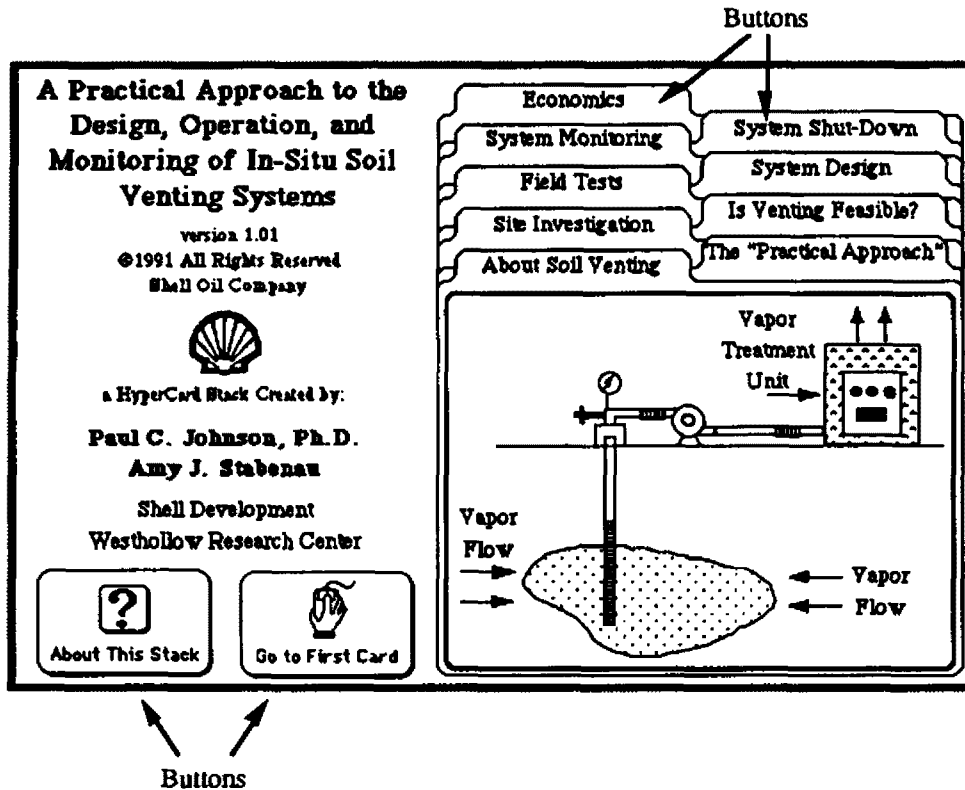 Buttons
A Practical Approach to the
Design, Operation, and
Monitoring of In-Situ Soil
Venting Systems
version 1.01
©1991 All Rights Reserved
Shell Oil Company
a HyperCard Stack Created by:
Paul C. Johnson, Ph.D.
Amy J. Stabenau
Shell Development
Westhollow Research Center
About This Stack
Go to First Card
Economics
System Shut-Down
System Monitoring
System Design
Field Tests
Is Venting Feasible?
Site Investigation
The "Practical Approach"
About Soil Venting
Vapor
Treatment
Unit
Vapor
Flow
Vapor
Flow
?
Buttons